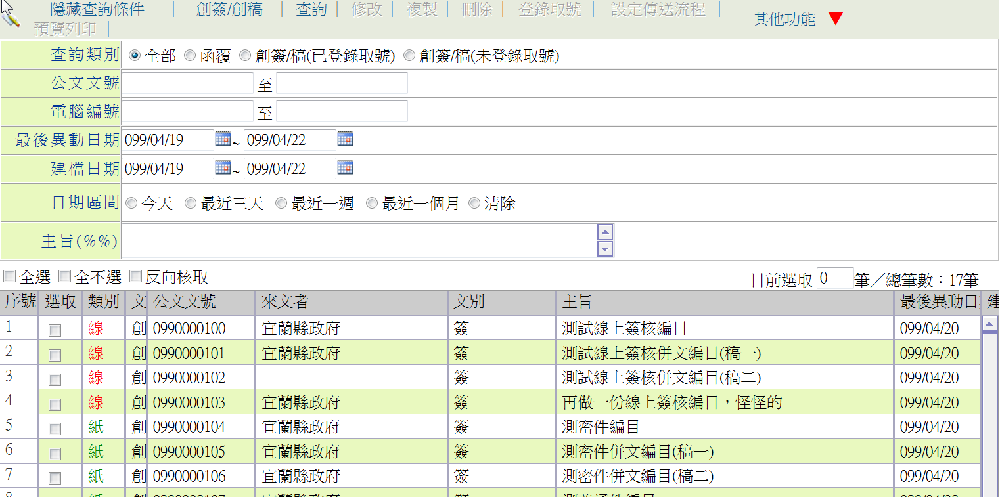 隱藏查詢條件 | 創簽/創稿 | 查詢 | 修改 | 複製 | 刪除 | 登錄取號 | 設定傳送流程 |
預覽列印 | 其他功能 ▼
查詢類別 全部 函覆 創簽/稿(已登錄取號) 創簽/稿(未登錄取號)
公文文號 至
電腦編號 至
最後異動日期 099/04/19 ~ 099/04/22
建檔日期 099/04/19 ~ 099/04/22
日期區間 今天 最近三天 最近一週 最近一個月 清除
主旨(%%)
全選 全不選 反向核取 目前選取 0 筆／總筆數：17筆
序號 選取 類別 文 公文文號 來文者 文別 主旨 最後異動日 建
1 線 創 0990000100 宜蘭縣政府 簽 測試線上簽核編目 099/04/20
2 線 創 0990000101 宜蘭縣政府 簽 測試線上簽核併文編目(稿一) 099/04/20
3 線 創 0990000102 簽 測試線上簽核併文編目(稿二) 099/04/20
4 線 創 0990000103 宜蘭縣政府 簽 再做一份線上簽核編目，怪怪的 099/04/20
5 紙 創 0990000104 宜蘭縣政府 簽 測密件編目 099/04/20
6 紙 創 0990000105 宜蘭縣政府 簽 測密件併文編目(稿一) 099/04/20
7 紙 創 0990000106 宜蘭縣政府 簽 測密件併文編目(稿二) 099/04/20